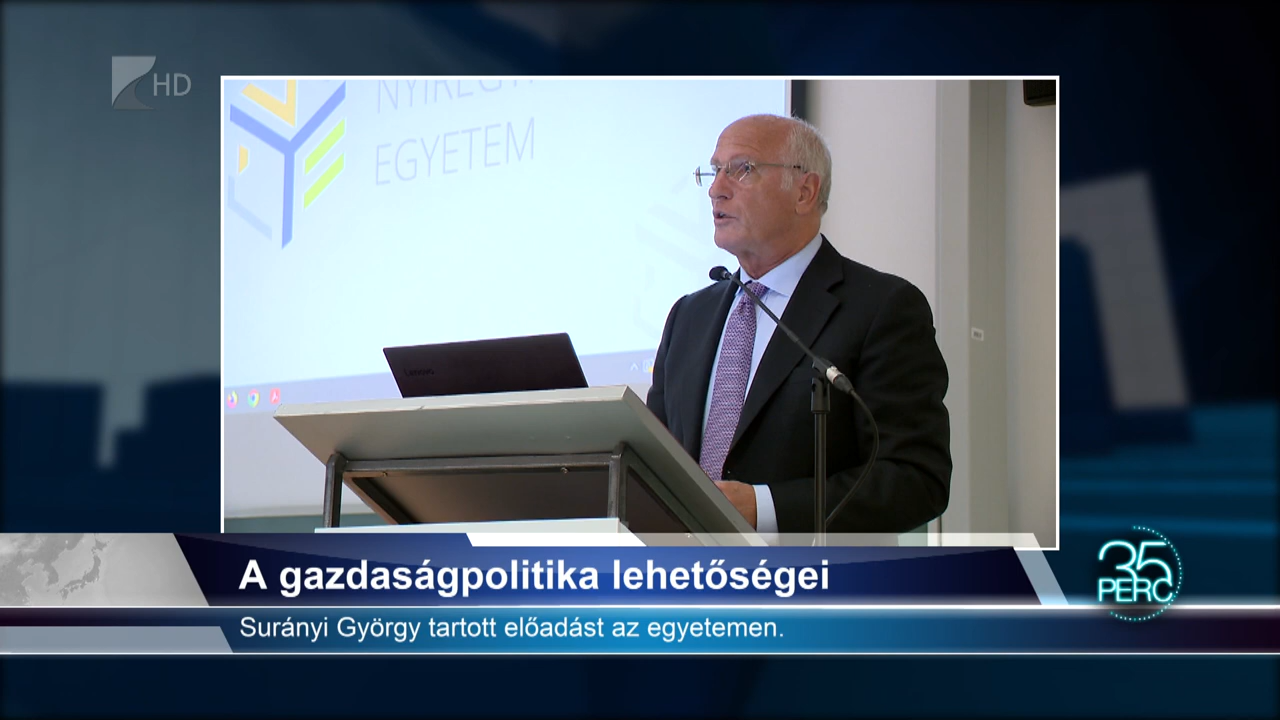 HD
EGYETEM
Lenovo
A gazdaságpolitika lehetőségei
35
PERC
Surányi György tartott előadást az egyetemen.